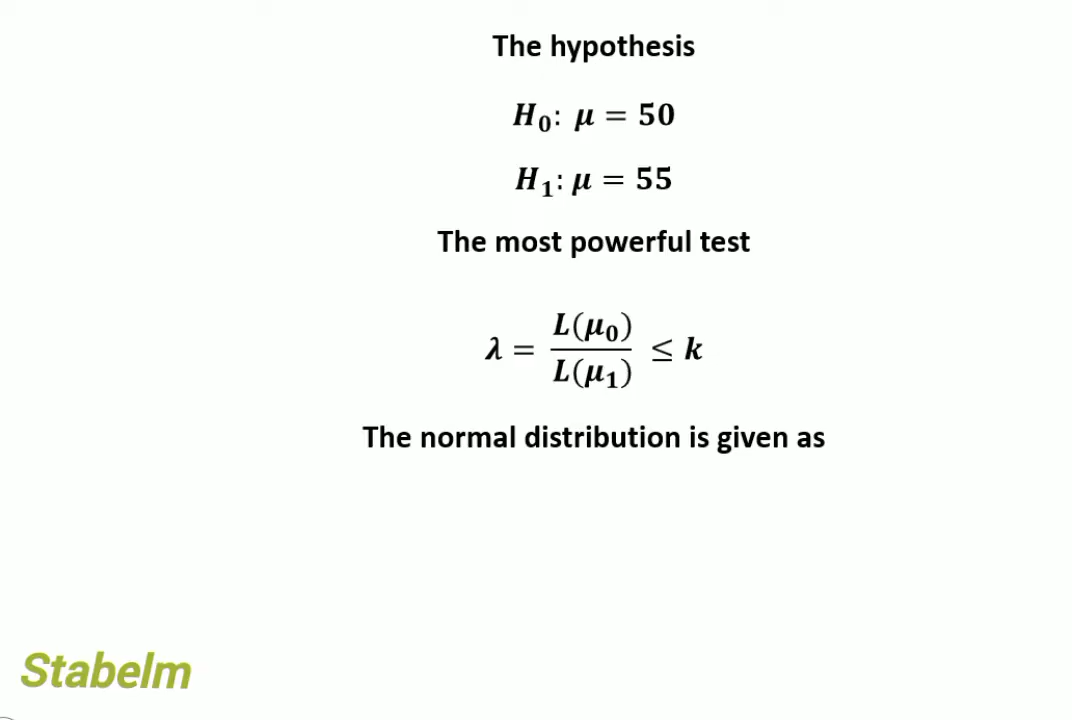 The hypothesis
H₀: μ = 50
H₁: μ = 55
The most powerful test
λ = L(μ₀) / L(μ₁) ≤ k
The normal distribution is given as
Stabelm